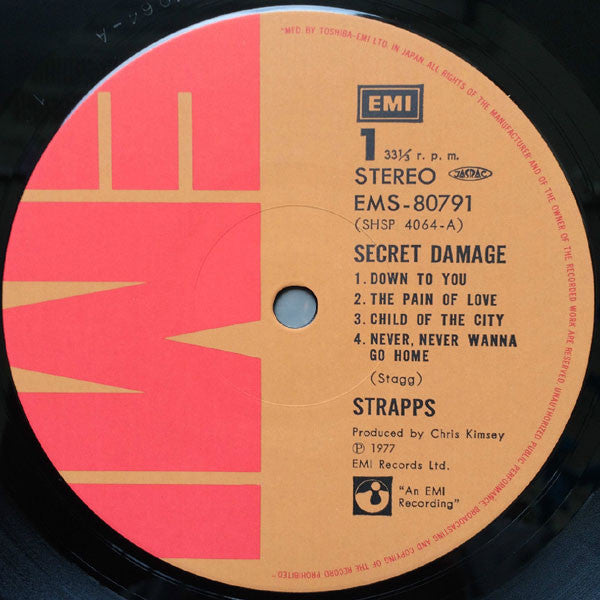 "MFD. BY TOSHIBA-EMI LTD. IN JAPAN. ALL RIGHTS OF THE MANUFACTURER AND OF THE OWNER OF THE RECORDED WORK ARE RESERVED. UNAUTHORIZED PUBLIC PERFORMANCE BROADCASTING AND COPYING OF THE RECORD PROHIBITED"
EMI
EMI
1 33⅓ r. p. m.
STEREO JASRAC
EMS-80791
(SHSP 4064-A)
SECRET DAMAGE
1. DOWN TO YOU
2. THE PAIN OF LOVE
3. CHILD OF THE CITY
4. NEVER, NEVER WANNA
GO HOME
(Stagg)
STRAPPS
Produced by Chris Kimsey
Ⓟ 1977
EMI Records Ltd.
"An EMI
Recording"